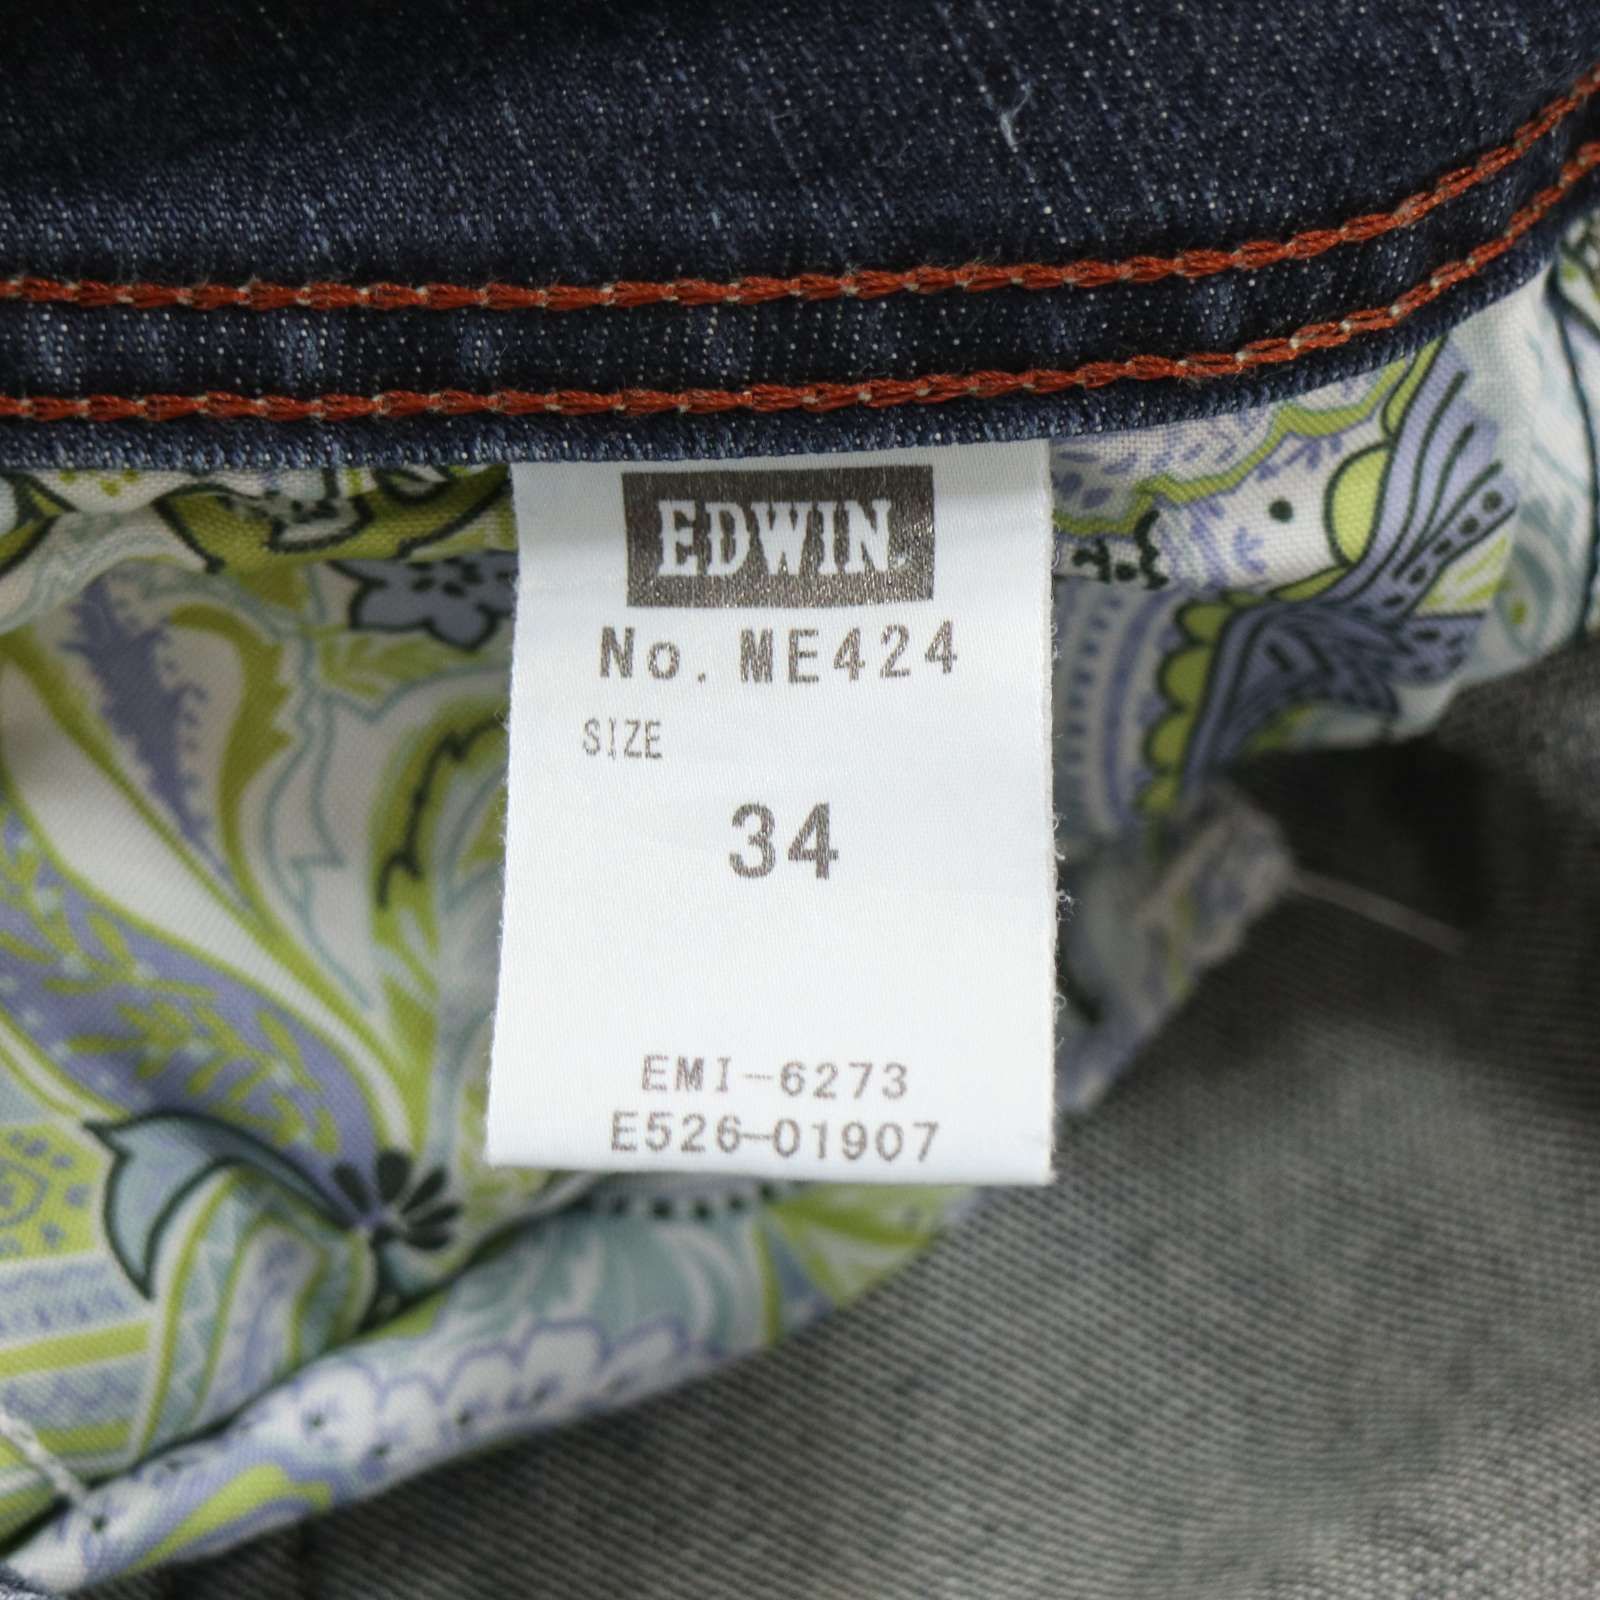 EDWIN
No. ME424
SIZE
34
EMI-6273
E526-01907